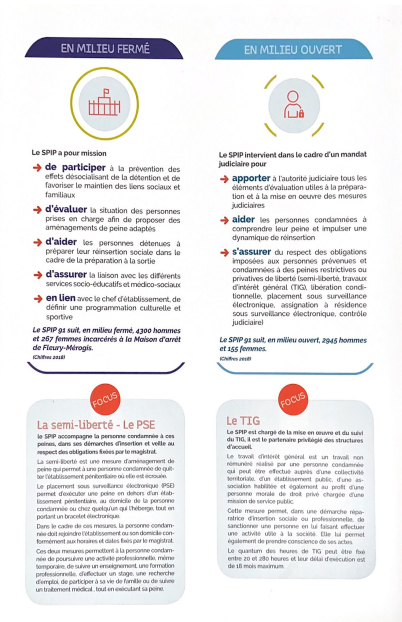 EN MILIEU FERMÉ
Le SPIP a pour mission
de participer à la prévention des
effets désocialisant de la détention et de
favoriser le maintien des liens sociaux et
familiaux
d'évaluer la situation des personnes
prises en charge afin de proposer des
aménagements de peine adaptés
d'aider les personnes détenues à
préparer leur réinsertion sociale dans le
cadre de la préparation à la sortie
d'assurer la liaison avec les différents
services socio-éducatifs et médico-sociaux
en lien avec le chef d'établissement, de
définir une programmation culturelle et
sportive
Le SPIP 91 suit, en milieu fermé, 4300 hommes
et 267 femmes incarcérés à la Maison d'arrêt
de Fleury-Mérogis.
(Chiffres 2018)
EN MILIEU OUVERT
Le SPIP intervient dans le cadre d'un mandat
judiciaire pour
apporter à l'autorité judiciaire tous les
éléments d'évaluation utiles à la prépara-
tion et à la mise en oeuvre des mesures
judiciaires
aider les personnes condamnées à
comprendre leur peine et impulser une
dynamique de réinsertion
s'assurer du respect des obligations
imposées aux personnes prévenues et
condamnées à des peines restrictives ou
privatives de liberté (semi-liberté, travaux
d'intérêt général (TIG), libération condi-
tionnelle, placement sous surveillance
électronique, assignation à résidence
sous surveillance électronique, contrôle
judiciaire)
Le SPIP 91 suit, en milieu ouvert, 2945 hommes
et 155 femmes.
(Chiffres 2018)
FOCUS
La semi-liberté - Le PSE
le SPIP accompagne la personne condamnée à ces
peines, dans ses démarches d'insertion et veille au
respect des obligations fixées par le magistrat.
La semi-liberté est une mesure d'aménagement de
peine qui permet à une personne condamnée de quit-
ter l'établissement pénitentiaire où elle est écrouée.
Le placement sous surveillance électronique (PSE)
permet d'exécuter une peine en dehors d'un étab-
lissement pénitentiaire, au domicile de la personne
condamnée ou chez quelqu'un qui l'héberge, tout en
portant un bracelet électronique.
Dans le cadre de ces mesures, la personne condam-
née doit rejoindre l'établissement ou son domicile con-
formément aux horaires et dates fixés par le magistrat.
Ces deux mesures permettent à la personne condam-
née de poursuivre une activité professionnelle, même
temporaire, de suivre un enseignement, une formation
professionnelle, d'effectuer un stage, une recherche
d'emploi, de participer à sa vie de famille ou de suivre
un traitement médical , tout en exécutant sa peine.
FOCUS
Le TIG
Le SPIP est chargé de la mise en oeuvre et du suivi
du TIG, il est le partenaire privilégié des structures
d'accueil.
Le travail d'intérêt général est un travail non
rémunéré réalisé par une personne condamnée
qui peut être effectué auprès d'une collectivité
territoriale, d'un établissement public, d'une as-
sociation habilitée et également au profit d'une
personne morale de droit privé chargée d'une
mission de service public.
Cette mesure permet, dans une démarche répa-
ratrice d'insertion sociale ou professionnelle, de
sanctionner une personne en lui faisant effectuer
une activité utile à la société. Elle lui permet
également de prendre conscience de ses actes.
Le quantum des heures de TIG peut être fixé
entre 20 et 280 heures et leur délai d'exécution est
de 18 mois maximum.